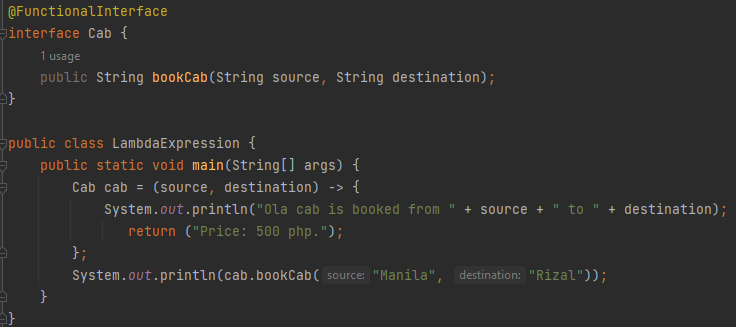 @FunctionalInterface
interface Cab {
1 usage
public String bookCab(String source, String destination);
}
public class LambdaExpression {
public static void main(String[] args) {
Cab cab = (source, destination) -> {
System.out.println("Ola cab is booked from " + source + " to " + destination);
return ("Price: 500 php.");
};
System.out.println(cab.bookCab( source: "Manila", destination: "Rizal"));
}
}